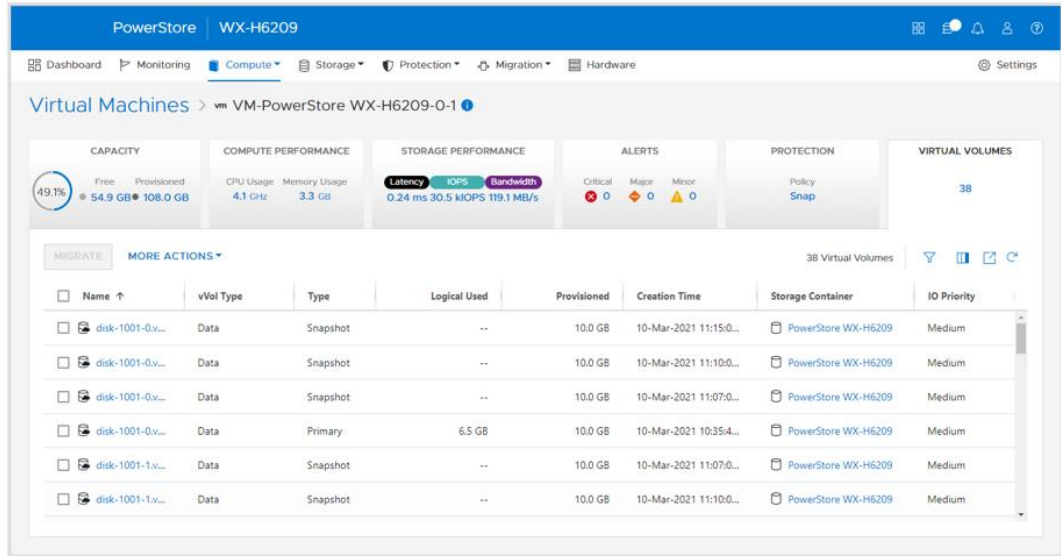 PowerStore WX-H6209
Dashboard Monitoring Compute Storage Protection Migration Hardware Settings
Virtual Machines > vm VM-PowerStore WX-H6209-0-1
CAPACITY COMPUTE PERFORMANCE STORAGE PERFORMANCE ALERTS PROTECTION VIRTUAL VOLUMES
49.1% Free Provisioned CPU Usage Memory Usage Latency IOPS Bandwidth Critical Major Minor Policy 38
54.9 GB 108.0 GB 4.1 GHz 3.3 GB 0.24 ms 30.5 kIOPS 119.1 MB/s 0 0 0 Snap
MIGRATE MORE ACTIONS 38 Virtual Volumes
Name vVol Type Type Logical Used Provisioned Creation Time Storage Container IO Priority
disk-1001-0.v... Data Snapshot -- 10.0 GB 10-Mar-2021 11:15:0... PowerStore WX-H6209 Medium
disk-1001-0.v... Data Snapshot -- 10.0 GB 10-Mar-2021 11:10:0... PowerStore WX-H6209 Medium
disk-1001-0.v... Data Snapshot -- 10.0 GB 10-Mar-2021 11:07:0... PowerStore WX-H6209 Medium
disk-1001-0.v... Data Primary 6.5 GB 10.0 GB 10-Mar-2021 10:35:4... PowerStore WX-H6209 Medium
disk-1001-1.v... Data Snapshot -- 10.0 GB 10-Mar-2021 11:07:0... PowerStore WX-H6209 Medium
disk-1001-1.v... Data Snapshot -- 10.0 GB 10-Mar-2021 11:10:0... PowerStore WX-H6209 Medium